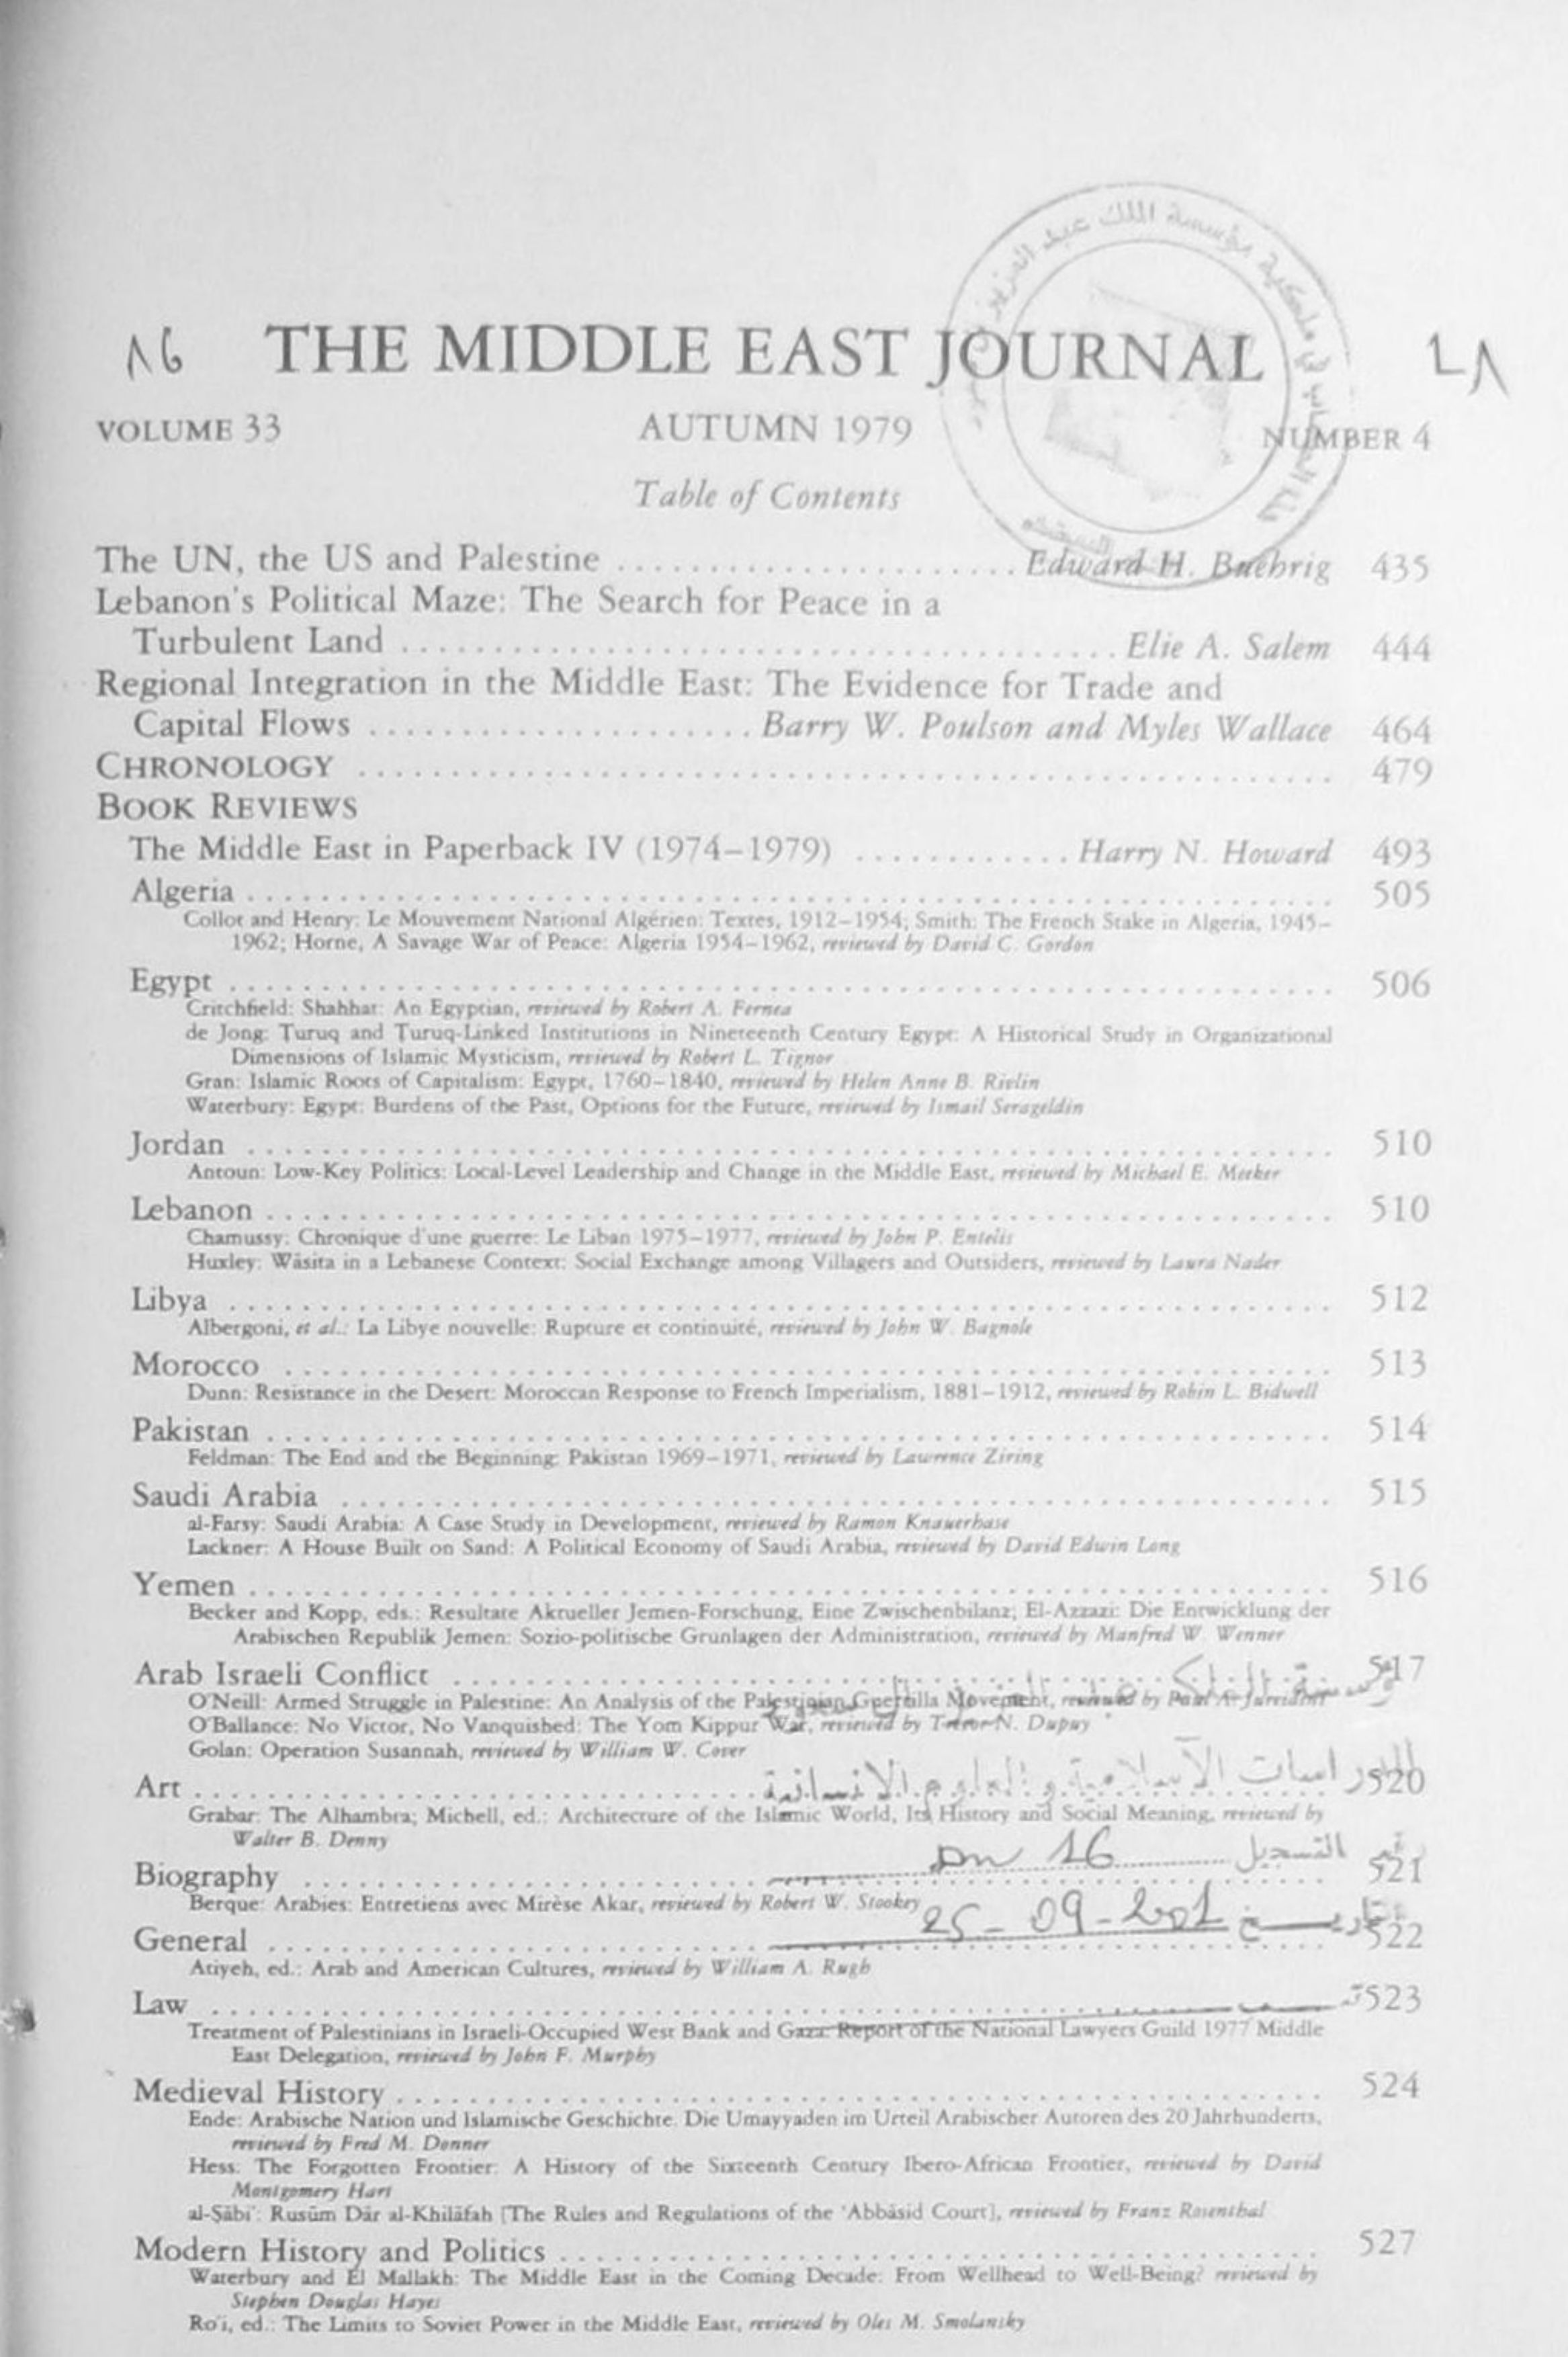 مؤسسة الملك عبد العزيز
16 THE MIDDLE EAST JOURNAL
VOLUME 33 AUTUMN 1979 NUMBER 4
Table of Contents
The UN, the US and Palestine ........................ Edward H. Buehrig 435
Lebanon's Political Maze: The Search for Peace in a
Turbulent Land ........................................ Elie A. Salem 444
Regional Integration in the Middle East: The Evidence for Trade and
Capital Flows ..................... Barry W. Poulson and Myles Wallace 464
CHRONOLOGY ..................................................... 479
BOOK REVIEWS
The Middle East in Paperback IV (1974–1979) ............ Harry N. Howard 493
Algeria ........................................................... 505
Collot and Henry: Le Mouvement National Algérien: Textes, 1912–1954; Smith: The French Stake in Algeria, 1945–
1962; Horne, A Savage War of Peace: Algeria 1954–1962, reviewed by David C. Gordon
Egypt ............................................................ 506
Critchfield: Shahhat: An Egyptian, reviewed by Robert A. Fernea
de Jong: Turuq and Turuq-Linked Institutions in Nineteenth Century Egypt: A Historical Study in Organizational
Dimensions of Islamic Mysticism, reviewed by Robert L. Tignor
Gran: Islamic Roots of Capitalism: Egypt, 1760–1840, reviewed by Helen Anne B. Rivlin
Waterbury: Egypt: Burdens of the Past, Options for the Future, reviewed by Ismail Serageldin
Jordan ........................................................... 510
Antoun: Low-Key Politics: Local-Level Leadership and Change in the Middle East, reviewed by Michael E. Meeker
Lebanon .......................................................... 510
Chamussy: Chronique d'une guerre: Le Liban 1975–1977, reviewed by John P. Entelis
Huxley: Wāsita in a Lebanese Context: Social Exchange among Villagers and Outsiders, reviewed by Laura Nader
Libya ............................................................ 512
Albergoni, et al.: La Libye nouvelle: Rupture et continuité, reviewed by John W. Bagnole
Morocco ......................................................... 513
Dunn: Resistance in the Desert: Moroccan Response to French Imperialism, 1881–1912, reviewed by Robin L. Bidwell
Pakistan .......................................................... 514
Feldman: The End and the Beginning: Pakistan 1969–1971, reviewed by Lawrence Ziring
Saudi Arabia ...................................................... 515
al-Farsy: Saudi Arabia: A Case Study in Development, reviewed by Ramon Knauerhase
Lackner: A House Built on Sand: A Political Economy of Saudi Arabia, reviewed by David Edwin Long
Yemen ........................................................... 516
Becker and Kopp, eds.: Resultate Aktueller Jemen-Forschung, Eine Zwischenbilanz; El-Azzazi: Die Entwicklung der
Arabischen Republik Jemen: Sozio-politische Grunlagen der Administration, reviewed by Manfred W. Wenner
Arab Israeli Conflict ............................................... 517
O'Neill: Armed Struggle in Palestine: An Analysis of the Palestinian Guerrilla Movement, reviewed by Paul A. Jureidini
O'Ballance: No Victor, No Vanquished: The Yom Kippur War, reviewed by Trevor N. Dupuy
Golan: Operation Susannah, reviewed by William W. Cover
للدراسات الإسلامية و العلوم الانسانية
Art .............................................................. 520
Grabar: The Alhambra; Michell, ed.: Architecture of the Islamic World, Its History and Social Meaning, reviewed by
Walter B. Denny
رقم التسجيل 16
Biography ........................................................ 521
Berque: Arabies: Entretiens avec Mirèse Akar, reviewed by Robert W. Stookey
تاريخ 25-09-2001
General .......................................................... 522
Atiyeh, ed.: Arab and American Cultures, reviewed by William A. Rugh
Law ............................................................. 523
Treatment of Palestinians in Israeli-Occupied West Bank and Gaza: Report of the National Lawyers Guild 1977 Middle
East Delegation, reviewed by John F. Murphy
Medieval History .................................................. 524
Ende: Arabische Nation und Islamische Geschichte. Die Umayyaden im Urteil Arabischer Autoren des 20 Jahrhunderts,
reviewed by Fred M. Donner
Hess: The Forgotten Frontier: A History of the Sixteenth Century Ibero-African Frontier, reviewed by David
Montgomery Hart
al-Ṣābi': Rusūm Dār al-Khilāfah [The Rules and Regulations of the 'Abbāsid Court], reviewed by Franz Rosenthal
Modern History and Politics ......................................... 527
Waterbury and El Mallakh: The Middle East in the Coming Decade: From Wellhead to Well-Being? reviewed by
Stephen Douglas Hayes
Ro'i, ed.: The Limits to Soviet Power in the Middle East, reviewed by Oles M. Smolansky